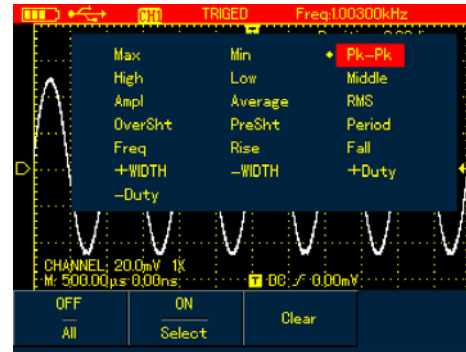 CH1 TRIGED Freq:1.00300kHz
Max Min Pk-Pk
High Low Middle
Ampl Average RMS
OverSht PreSht Period
Freq Rise Fall
+WIDTH -WIDTH +Duty
-Duty
CHANNEL: 20.0mV 1X
M: 500.00µs 0.00ns T DC 0.00mV
OFF ON Clear
All Select